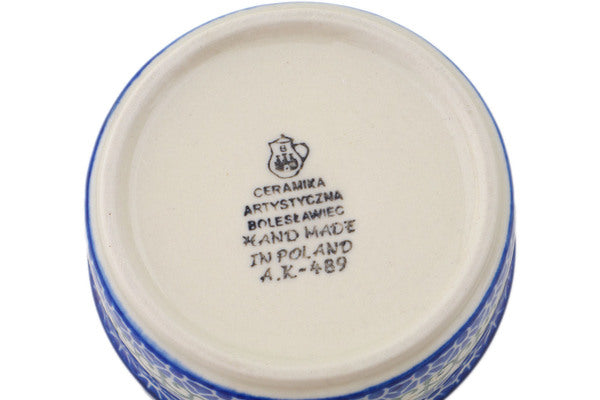 B
CERAMIKA
ARTYSTYCZNA
BOLESŁAWIEC
HAND MADE
IN POLAND
A.K-489